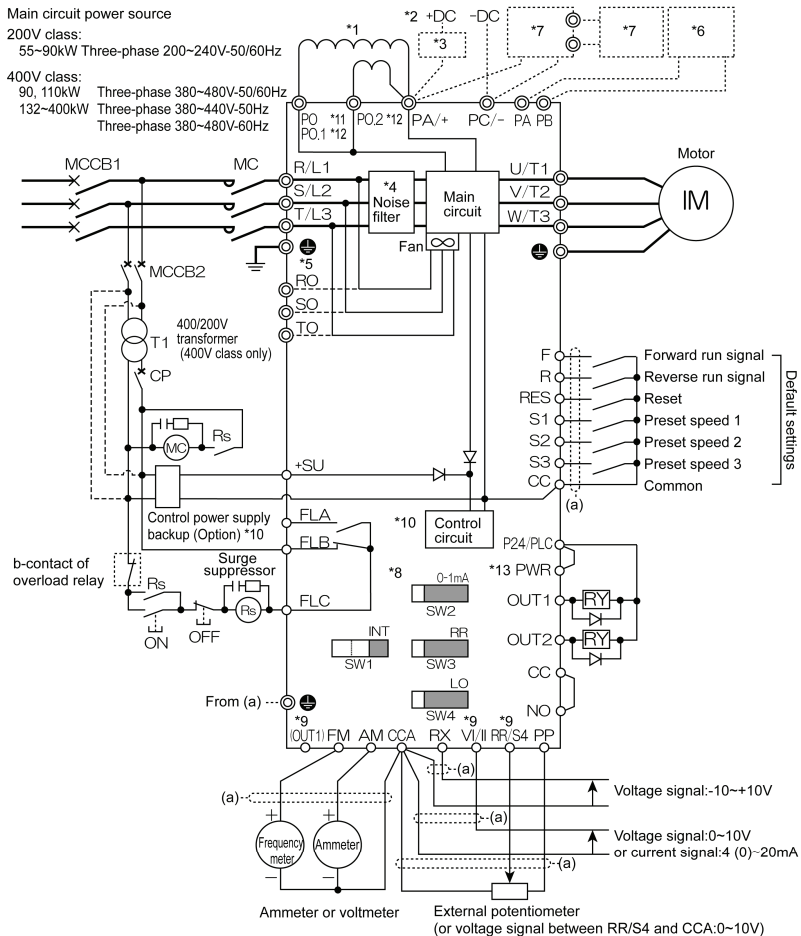 Main circuit power source
200V class:
55~90kW Three-phase 200~240V-50/60Hz
400V class:
90, 110kW Three-phase 380~480V-50/60Hz
132~400kW Three-phase 380~440V-50Hz
Three-phase 380~480V-60Hz
*1
*2 +DC -DC
*3
*7
*7
*6
PO PO.2 *12 PA/+ PC/- PA PB
PO.1 *11
*12
MCCB1
MC
R/L1
S/L2
T/L3
*4
Noise
filter
Main
circuit
Fan
U/T1
V/T2
W/T3
Motor
IM
*5
RO
SO
TO
MCCB2
T1
400/200V
transformer
(400V class only)
CP
MC
Rs
+SU
Control power supply
backup (Option) *10
FLA
FLB
FLC
*10
Control
circuit
F
R
RES
S1
S2
S3
CC
Forward run signal
Reverse run signal
Reset
Preset speed 1
Preset speed 2
Preset speed 3
Common
Default settings
(a)
b-contact of
overload relay
Rs
ON
OFF
Surge
suppressor
Rs
*8
0-1mA
SW2
INT
SW1
RR
SW3
LO
SW4
P24/PLC
*13 PWR
OUT1
RY
OUT2
RY
CC
NO
From (a)
*9
(OUT1) FM AM CCA RX VI/II RR/S4 PP
*9 *9
(a)
(a)
(a)
(a)
+
Frequency
meter
-
+
Ammeter
-
Ammeter or voltmeter
Voltage signal:-10~+10V
Voltage signal:0~10V
or current signal:4 (0)~20mA
External potentiometer
(or voltage signal between RR/S4 and CCA:0~10V)